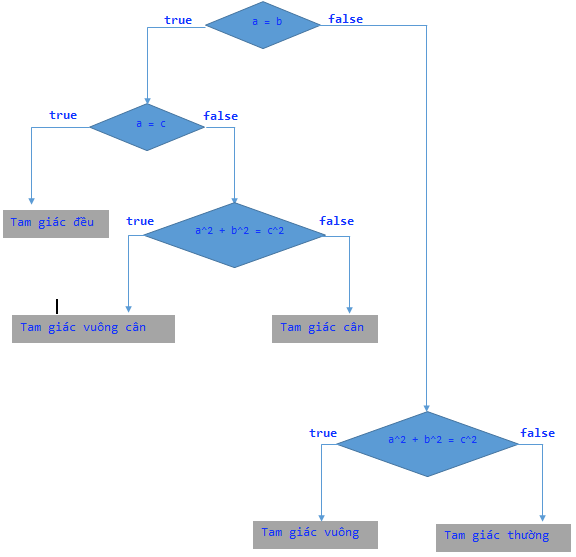 a = b
true
false
a = c
true
false
Tam giác đều
a^2 + b^2 = c^2
true
false
Tam giác vuông cân
Tam giác cân
a^2 + b^2 = c^2
true
false
Tam giác vuông
Tam giác thường